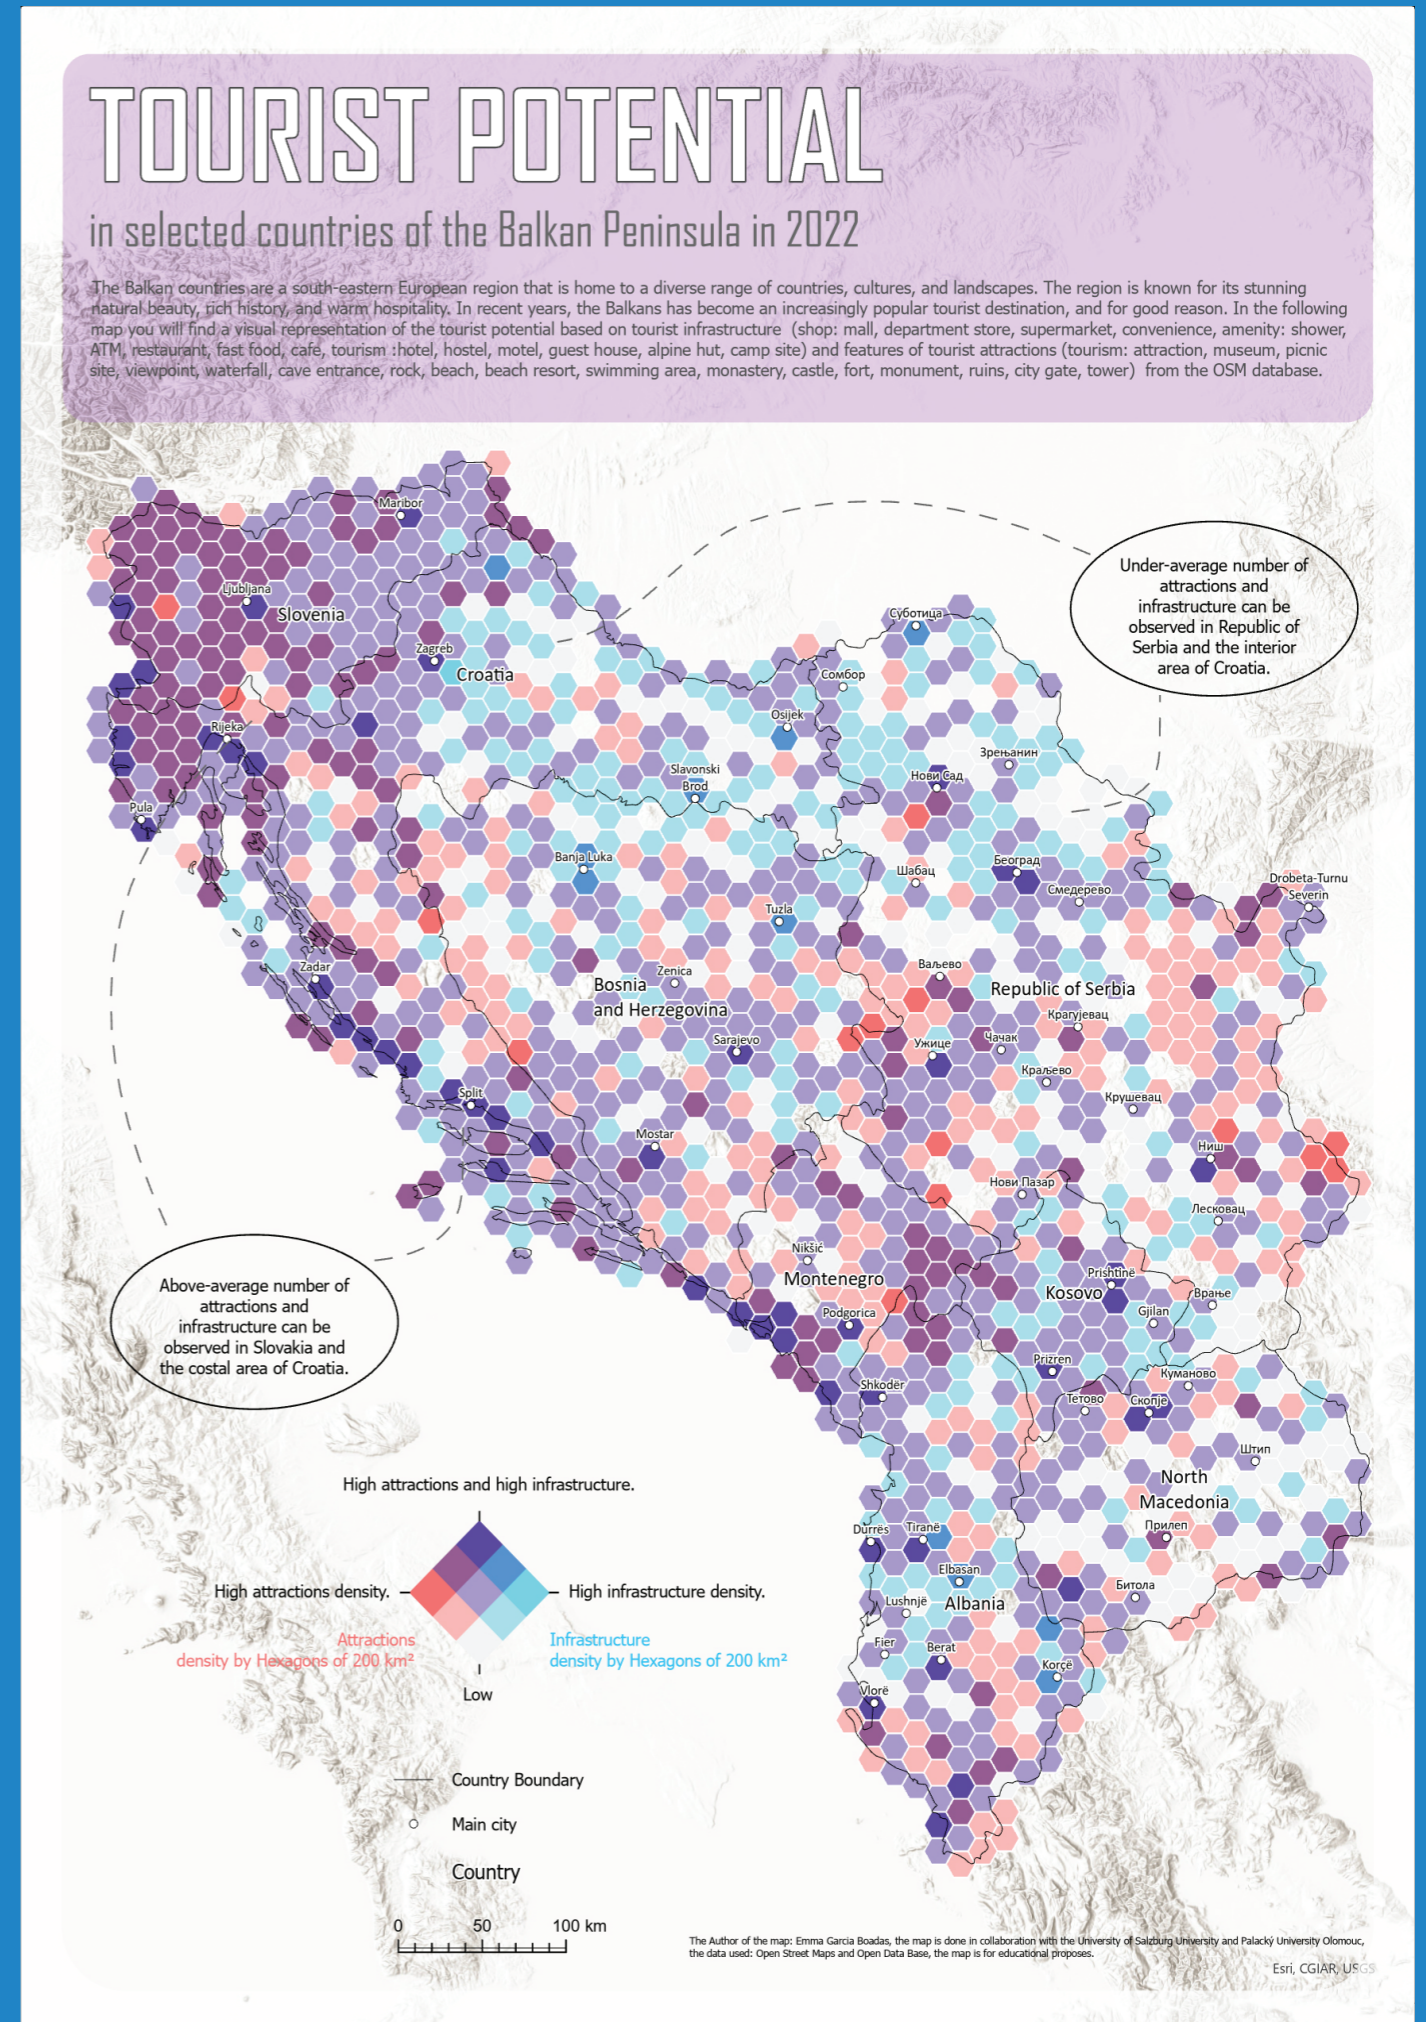 TOURIST POTENTIAL
in selected countries of the Balkan Peninsula in 2022
The Balkan countries are a south-eastern European region that is home to a diverse range of countries, cultures, and landscapes. The region is known for its stunning
natural beauty, rich history, and warm hospitality. In recent years, the Balkans has become an increasingly popular tourist destination, and for good reason. In the following
map you will find a visual representation of the tourist potential based on tourist infrastructure (shop: mall, department store, supermarket, convenience, amenity: shower,
ATM, restaurant, fast food, cafe, tourism :hotel, hostel, motel, guest house, alpine hut, camp site) and features of tourist attractions (tourism: attraction, museum, picnic
site, viewpoint, waterfall, cave entrance, rock, beach, beach resort, swimming area, monastery, castle, fort, monument, ruins, city gate, tower) from the OSM database.
Maribor
Under-average number of
attractions and
infrastructure can be
observed in Republic of
Serbia and the interior
area of Croatia.
Ljubljana
Slovenia
Суботица
Zagreb
Croatia
Сомбор
Rijeka
Osijek
Зрењанин
Slavonski
Brod
Нови Сад
Pula
Banja Luka
Београд
Шабац
Смедерево
Drobeta-Turnu
Severin
Tuzla
Zadar
Ваљево
Zenica
Bosnia
and Herzegovina
Republic of Serbia
Крагујевац
Sarajevo
Ужице
Чачак
Краљево
Split
Крушевац
Mostar
Ниш
Нови Пазар
Лесковац
Nikšić
Montenegro
Prishtinë
Kosovo
Врање
Podgorica
Gjilan
Above-average number of
attractions and
infrastructure can be
observed in Slovakia and
the costal area of Croatia.
Prizren
Куманово
Shkodër
Тетово
Скопје
Штип
North
Macedonia
Прилеп
Durrës
Tiranë
Elbasan
Битола
Lushnjë
Albania
Fier
Berat
Korçë
Vlorë
High attractions and high infrastructure.
High attractions density.
High infrastructure density.
Attractions
density by Hexagons of 200 km²
Infrastructure
density by Hexagons of 200 km²
Low
Country Boundary
Main city
Country
0 50 100 km
The Author of the map: Emma Garcia Boadas, the map is done in collaboration with the University of Salzburg University and Palacký University Olomouc,
the data used: Open Street Maps and Open Data Base, the map is for educational proposes.
Esri, CGIAR, USGS